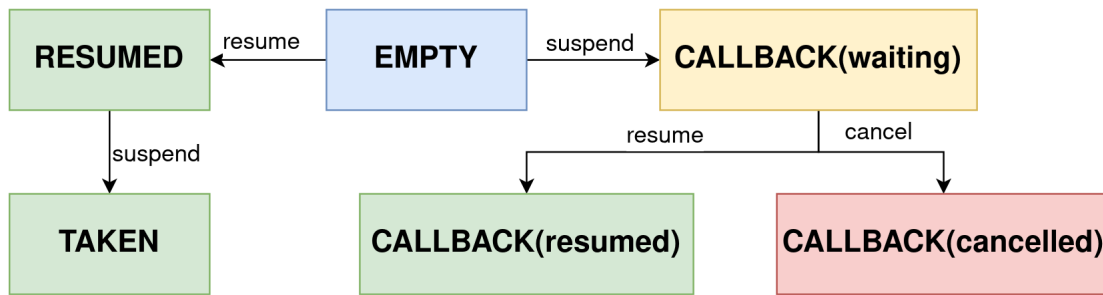 resume
suspend
RESUMED
EMPTY
CALLBACK(waiting)
resume
cancel
suspend
TAKEN
CALLBACK(resumed)
CALLBACK(cancelled)